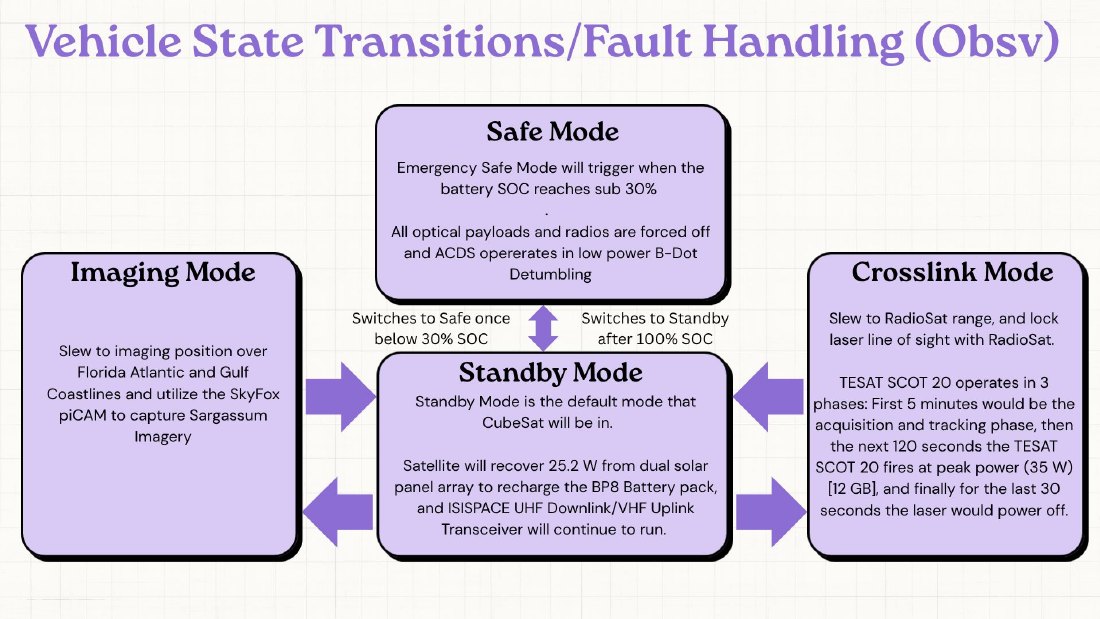 Vehicle State Transitions/Fault Handling (Obsv)
Safe Mode
Emergency Safe Mode will trigger when the
battery SOC reaches sub 30%
.
All optical payloads and radios are forced off
and ACDS opererates in low power B-Dot
Detumbling
Imaging Mode
Slew to imaging position over
Florida Atlantic and Gulf
Coastlines and utilize the SkyFox
piCAM to capture Sargassum
Imagery
Switches to Safe once
below 30% SOC
Switches to Standby
after 100% SOC
Standby Mode
Standby Mode is the default mode that
CubeSat will be in.
Satellite will recover 25.2 W from dual solar
panel array to recharge the BP8 Battery pack,
and ISISPACE UHF Downlink/VHF Uplink
Transceiver will continue to run.
Crosslink Mode
Slew to RadioSat range, and lock
laser line of sight with RadioSat.
TESAT SCOT 20 operates in 3
phases: First 5 minutes would be the
acquisition and tracking phase, then
the next 120 seconds the TESAT
SCOT 20 fires at peak power (35 W)
[12 GB], and finally for the last 30
seconds the laser would power off.